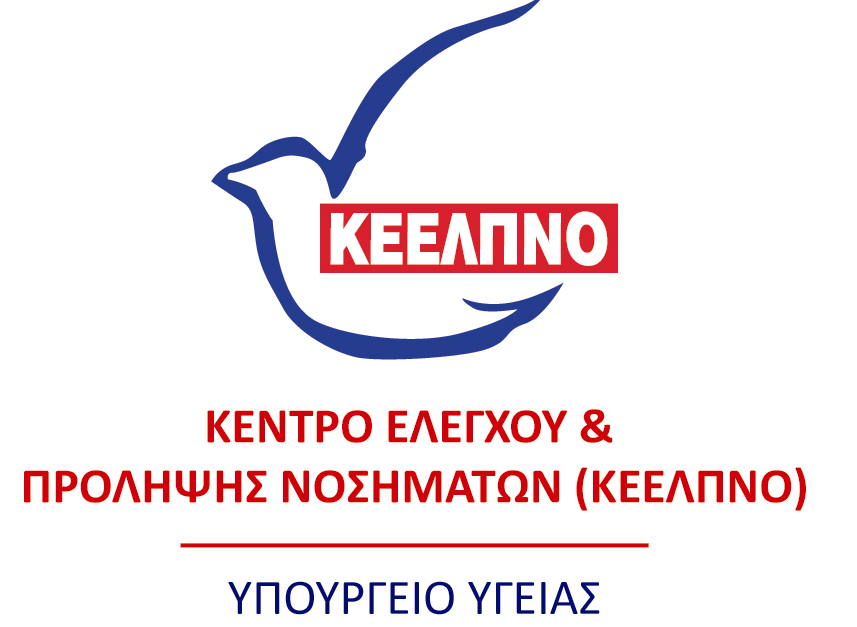 ΚΕΕΛΠΝΟ
ΚΕΝΤΡΟ ΕΛΕΓΧΟΥ &
ΠΡΟΛΗΨΗΣ ΝΟΣΗΜΑΤΩΝ (ΚΕΕΛΠΝΟ)
ΥΠΟΥΡΓΕΙΟ ΥΓΕΙΑΣ